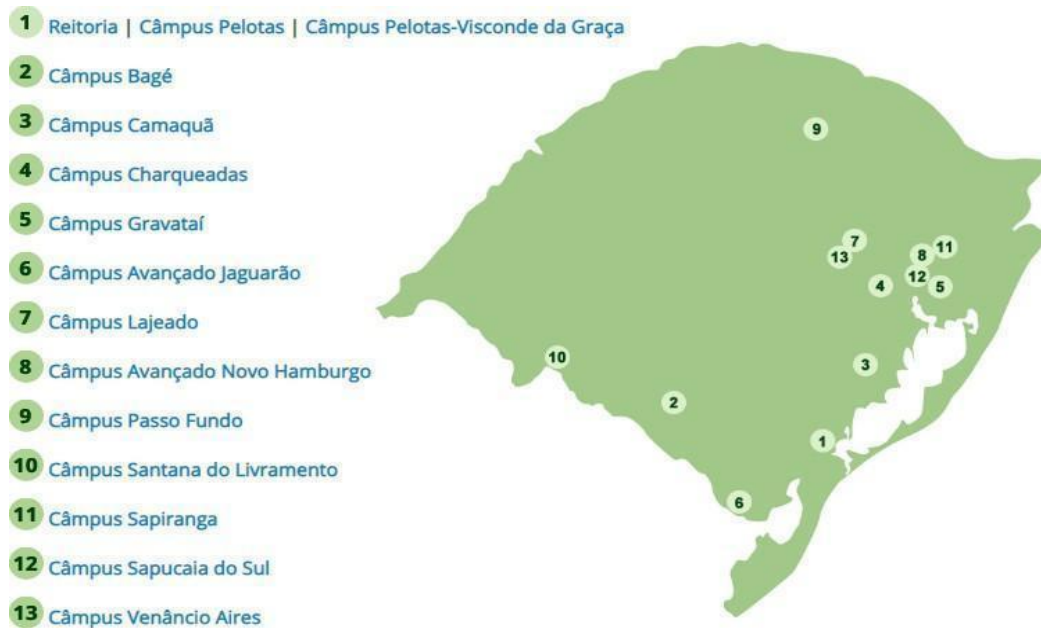 1 Reitoria | Câmpus Pelotas | Câmpus Pelotas-Visconde da Graça
2 Câmpus Bagé
3 Câmpus Camaquã
4 Câmpus Charqueadas
5 Câmpus Gravataí
6 Câmpus Avançado Jaguarão
7 Câmpus Lajeado
8 Câmpus Avançado Novo Hamburgo
9 Câmpus Passo Fundo
10 Câmpus Santana do Livramento
11 Câmpus Sapiranga
12 Câmpus Sapucaia do Sul
13 Câmpus Venâncio Aires
9
7
11
8
13
12
4
5
10
3
2
1
6